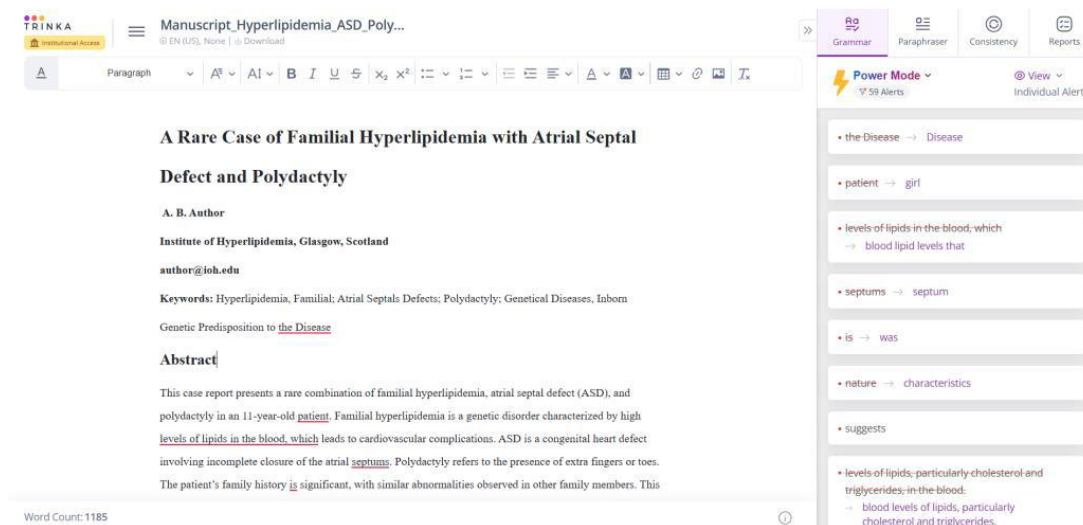 TRINKA
Institutional Access
Manuscript_Hyperlipidemia_ASD_Poly...
EN (US), None | Download
Paragraph
A Rare Case of Familial Hyperlipidemia with Atrial Septal
Defect and Polydactyly
A. B. Author
Institute of Hyperlipidemia, Glasgow, Scotland
author@ioh.edu
Keywords: Hyperlipidemia, Familial; Atrial Septals Defects; Polydactyly; Genetical Diseases, Inborn
Genetic Predisposition to the Disease
Abstract
This case report presents a rare combination of familial hyperlipidemia, atrial septal defect (ASD), and
polydactyly in an 11-year-old patient. Familial hyperlipidemia is a genetic disorder characterized by high
levels of lipids in the blood, which leads to cardiovascular complications. ASD is a congenital heart defect
involving incomplete closure of the atrial septums. Polydactyly refers to the presence of extra fingers or toes.
The patient's family history is significant, with similar abnormalities observed in other family members. This
Word Count: 1185
Grammar
Paraphraser
Consistency
Reports
Power Mode
59 Alerts
View
Individual Alert
the Disease → Disease
patient → girl
levels of lipids in the blood, which
→ blood lipid levels that
septums → septum
is → was
nature → characteristics
suggests
levels of lipids, particularly cholesterol and
triglycerides, in the blood.
→ blood levels of lipids, particularly
cholesterol and triglycerides.